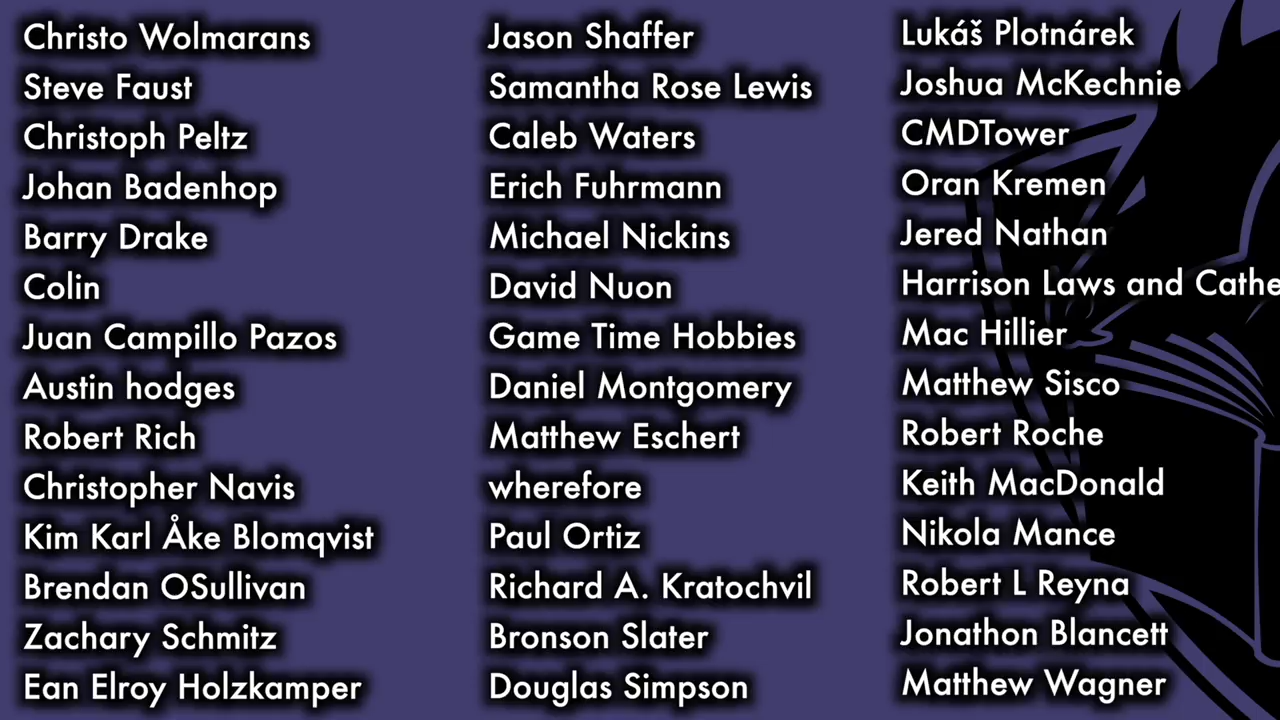 Christo Wolmarans
Steve Faust
Christoph Peltz
Johan Badenhop
Barry Drake
Colin
Juan Campillo Pazos
Austin hodges
Robert Rich
Christopher Navis
Kim Karl Åke Blomqvist
Brendan OSullivan
Zachary Schmitz
Ean Elroy Holzkamper
Jason Shaffer
Samantha Rose Lewis
Caleb Waters
Erich Fuhrmann
Michael Nickins
David Nuon
Game Time Hobbies
Daniel Montgomery
Matthew Eschert
wherefore
Paul Ortiz
Richard A. Kratochvil
Bronson Slater
Douglas Simpson
Lukáš Plotnárek
Joshua McKechnie
CMDTower
Oran Kremen
Jered Nathan
Harrison Laws and Cathe
Mac Hillier
Matthew Sisco
Robert Roche
Keith MacDonald
Nikola Mance
Robert L Reyna
Jonathon Blancett
Matthew Wagner